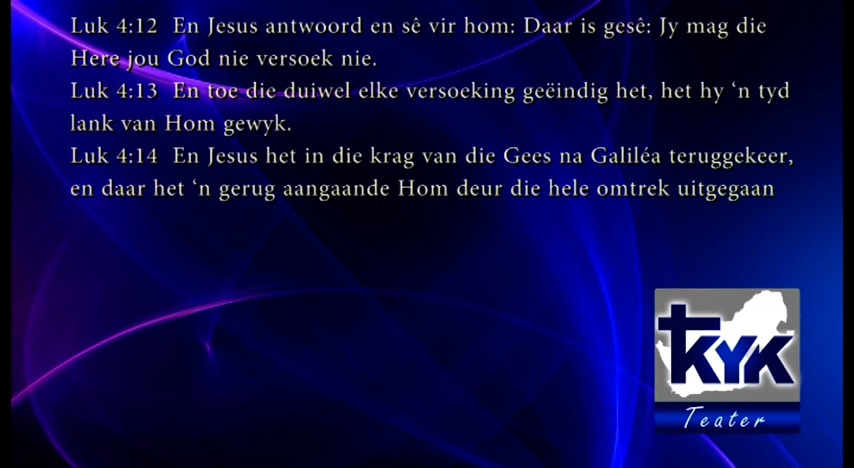 Luk 4:12  En Jesus antwoord en sê vir hom: Daar is gesê: Jy mag die
Here jou God nie versoek nie.
Luk 4:13  En toe die duiwel elke versoeking geëindig het, het hy ‘n tyd
lank van Hom gewyk.
Luk 4:14  En Jesus het in die krag van die Gees na Galiléa teruggekeer,
en daar het ‘n gerug aangaande Hom deur die hele omtrek uitgegaan
KYK
Teater